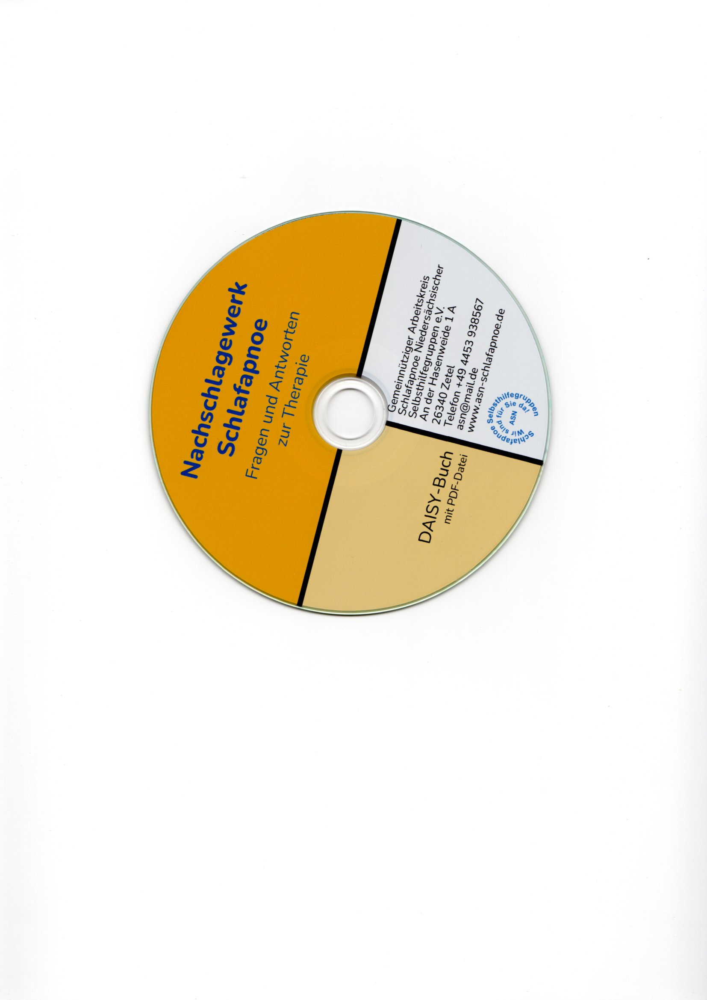 Nachschlagewerk
Schlafapnoe
Fragen und Antworten
zur Therapie
Gemeinnütziger Arbeitskreis
Schlafapnoe Niedersächsischer
Selbsthilfegruppen e.V.
An der Hasenweide 1 A
26340 Zetel
Telefon +49 4453 938567
asn@mail.de
www.asn-schlafapnoe.de
Schlafapnoe Selbsthilfegruppen
Wir sind für Sie da!
ASN
DAISY-Buch
mit PDF-Datei